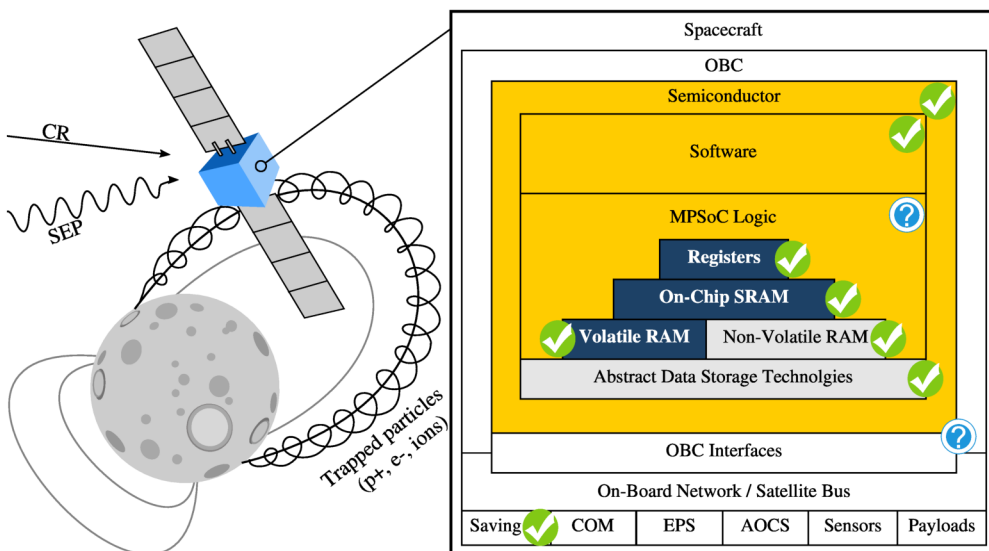 CR
SEP
Trapped particles
(p+, e-, ions)
Spacecraft
OBC
Semiconductor
Software
MPSoC Logic
?
Registers
On-Chip SRAM
Volatile RAM
Non-Volatile RAM
Abstract Data Storage Technolgies
?
OBC Interfaces
On-Board Network / Satellite Bus
Saving
COM
EPS
AOCS
Sensors
Payloads